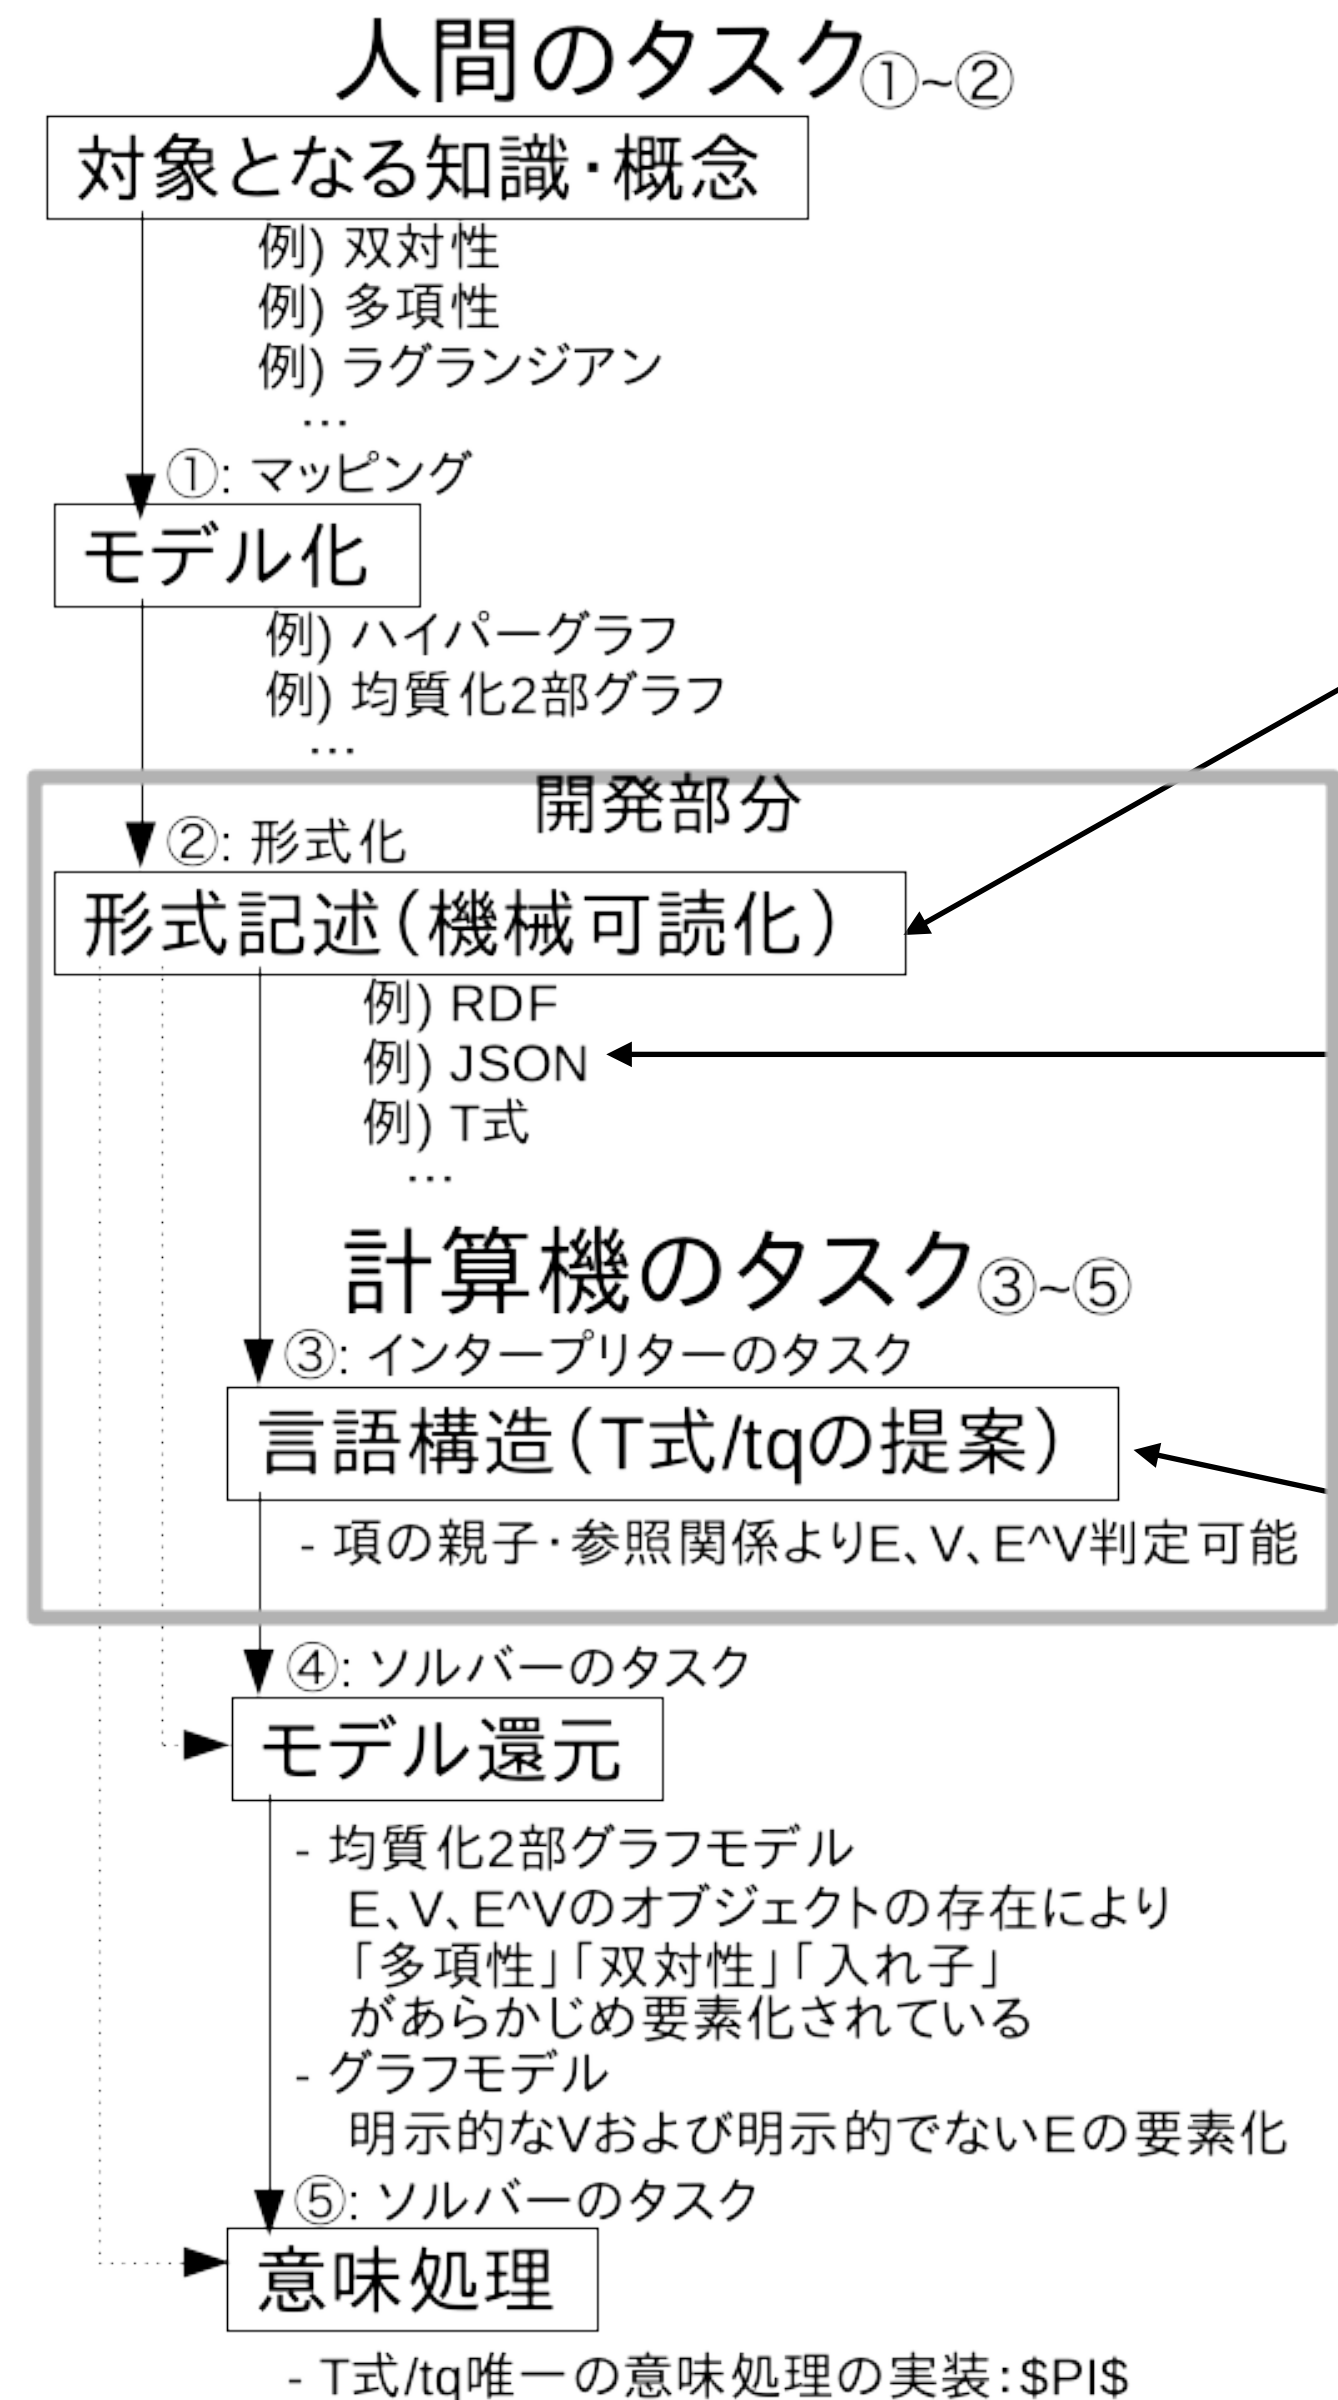 人間のタスク①~②
対象となる知識・概念
例) 双対性
例) 多項性
例) ラグランジアン
…
①: マッピング
モデル化
例) ハイパーグラフ
例) 均質化2部グラフ
…
開発部分
②: 形式化
形式記述(機械可読化)
例) RDF
例) JSON
例) T式
…
計算機のタスク③~⑤
③: インタープリターのタスク
言語構造(T式/tqの提案)
- 項の親子・参照関係よりE、V、E^V判定可能
④: ソルバーのタスク
モデル還元
- 均質化2部グラフモデル
E、V、E^Vのオブジェクトの存在により
「多項性」「双対性」「入れ子」
があらかじめ要素化されている
- グラフモデル
明示的なVおよび明示的でないEの要素化
⑤: ソルバーのタスク
意味処理
- T式/tq唯一の意味処理の実装:$PI$